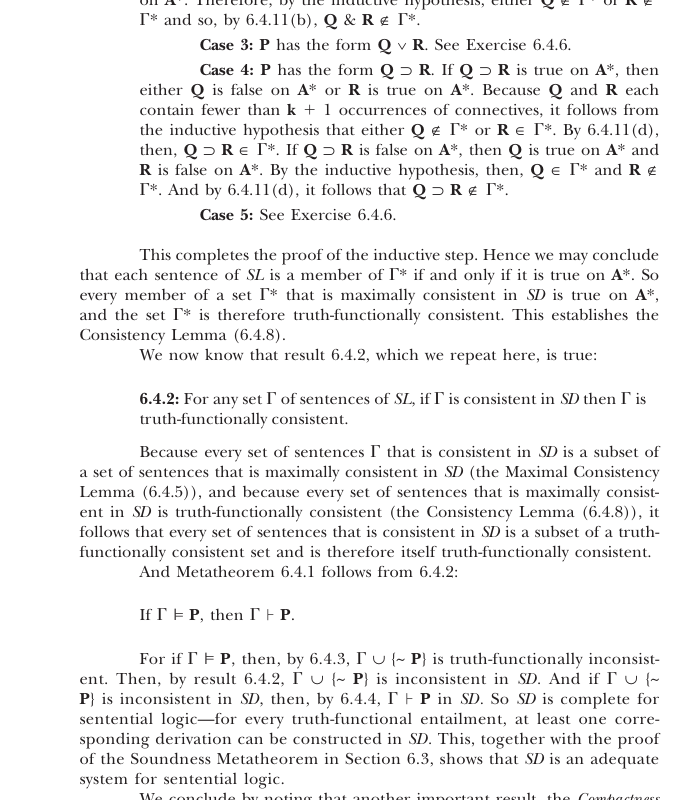 on A*. Therefore, by the inductive hypothesis, either Q ∉ Γ* or R ∉
Γ* and so, by 6.4.11(b), Q & R ∉ Γ*.
Case 3: P has the form Q ∨ R. See Exercise 6.4.6.
Case 4: P has the form Q ⊃ R. If Q ⊃ R is true on A*, then
either Q is false on A* or R is true on A*. Because Q and R each
contain fewer than k + 1 occurrences of connectives, it follows from
the inductive hypothesis that either Q ∉ Γ* or R ∈ Γ*. By 6.4.11(d),
then, Q ⊃ R ∈ Γ*. If Q ⊃ R is false on A*, then Q is true on A* and
R is false on A*. By the inductive hypothesis, then, Q ∈ Γ* and R ∉
Γ*. And by 6.4.11(d), it follows that Q ⊃ R ∉ Γ*.
Case 5: See Exercise 6.4.6.
This completes the proof of the inductive step. Hence we may conclude
that each sentence of SL is a member of Γ* if and only if it is true on A*. So
every member of a set Γ* that is maximally consistent in SD is true on A*,
and the set Γ* is therefore truth-functionally consistent. This establishes the
Consistency Lemma (6.4.8).
We now know that result 6.4.2, which we repeat here, is true:
6.4.2: For any set Γ of sentences of SL, if Γ is consistent in SD then Γ is
truth-functionally consistent.
Because every set of sentences Γ that is consistent in SD is a subset of
a set of sentences that is maximally consistent in SD (the Maximal Consistency
Lemma (6.4.5)), and because every set of sentences that is maximally consist-
ent in SD is truth-functionally consistent (the Consistency Lemma (6.4.8)), it
follows that every set of sentences that is consistent in SD is a subset of a truth-
functionally consistent set and is therefore itself truth-functionally consistent.
And Metatheorem 6.4.1 follows from 6.4.2:
If Γ ⊨ P, then Γ ⊢ P.
For if Γ ⊨ P, then, by 6.4.3, Γ ∪ {~ P} is truth-functionally inconsist-
ent. Then, by result 6.4.2, Γ ∪ {~ P} is inconsistent in SD. And if Γ ∪ {~
P} is inconsistent in SD, then, by 6.4.4, Γ ⊢ P in SD. So SD is complete for
sentential logic—for every truth-functional entailment, at least one corre-
sponding derivation can be constructed in SD. This, together with the proof
of the Soundness Metatheorem in Section 6.3, shows that SD is an adequate
system for sentential logic.
We conclude by noting that another important result, the Compactness